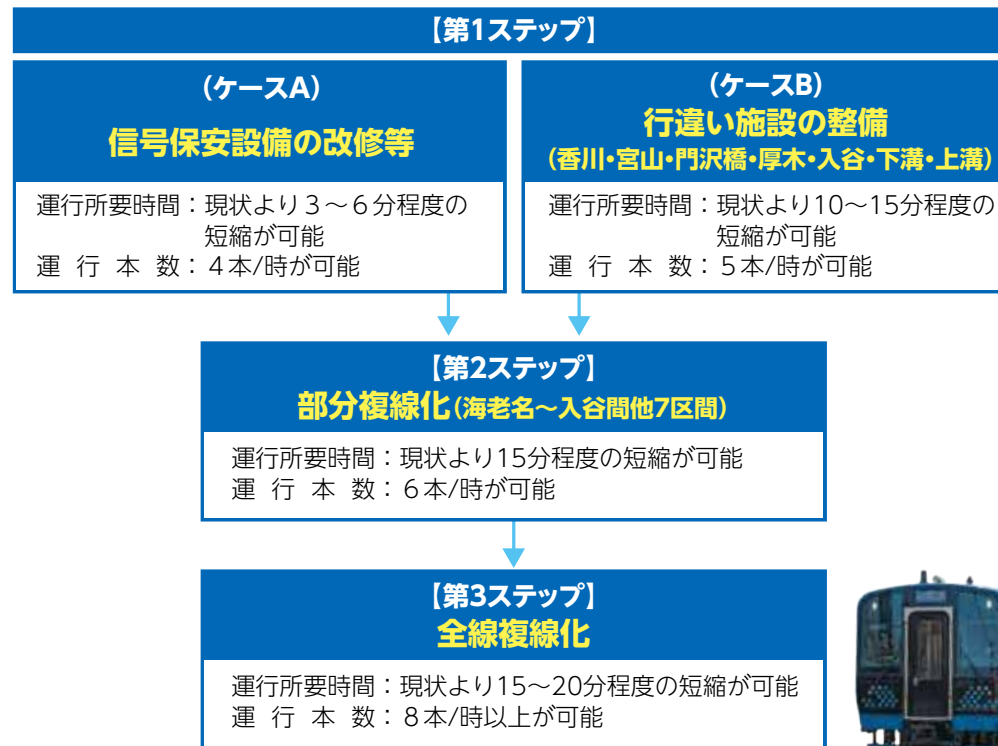 【第1ステップ】
(ケースA)
信号保安設備の改修等
運行所要時間：現状より３～６分程度の
短縮が可能
運行本数：４本/時が可能
(ケースB)
行違い施設の整備
(香川・宮山・門沢橋・厚木・入谷・下溝・上溝)
運行所要時間：現状より10～15分程度の
短縮が可能
運行本数：５本/時が可能
【第2ステップ】
部分複線化(海老名～入谷間他7区間)
運行所要時間：現状より15分程度の短縮が可能
運行本数：６本/時が可能
【第3ステップ】
全線複線化
運行所要時間：現状より15～20分程度の短縮が可能
運行本数：８本/時以上が可能